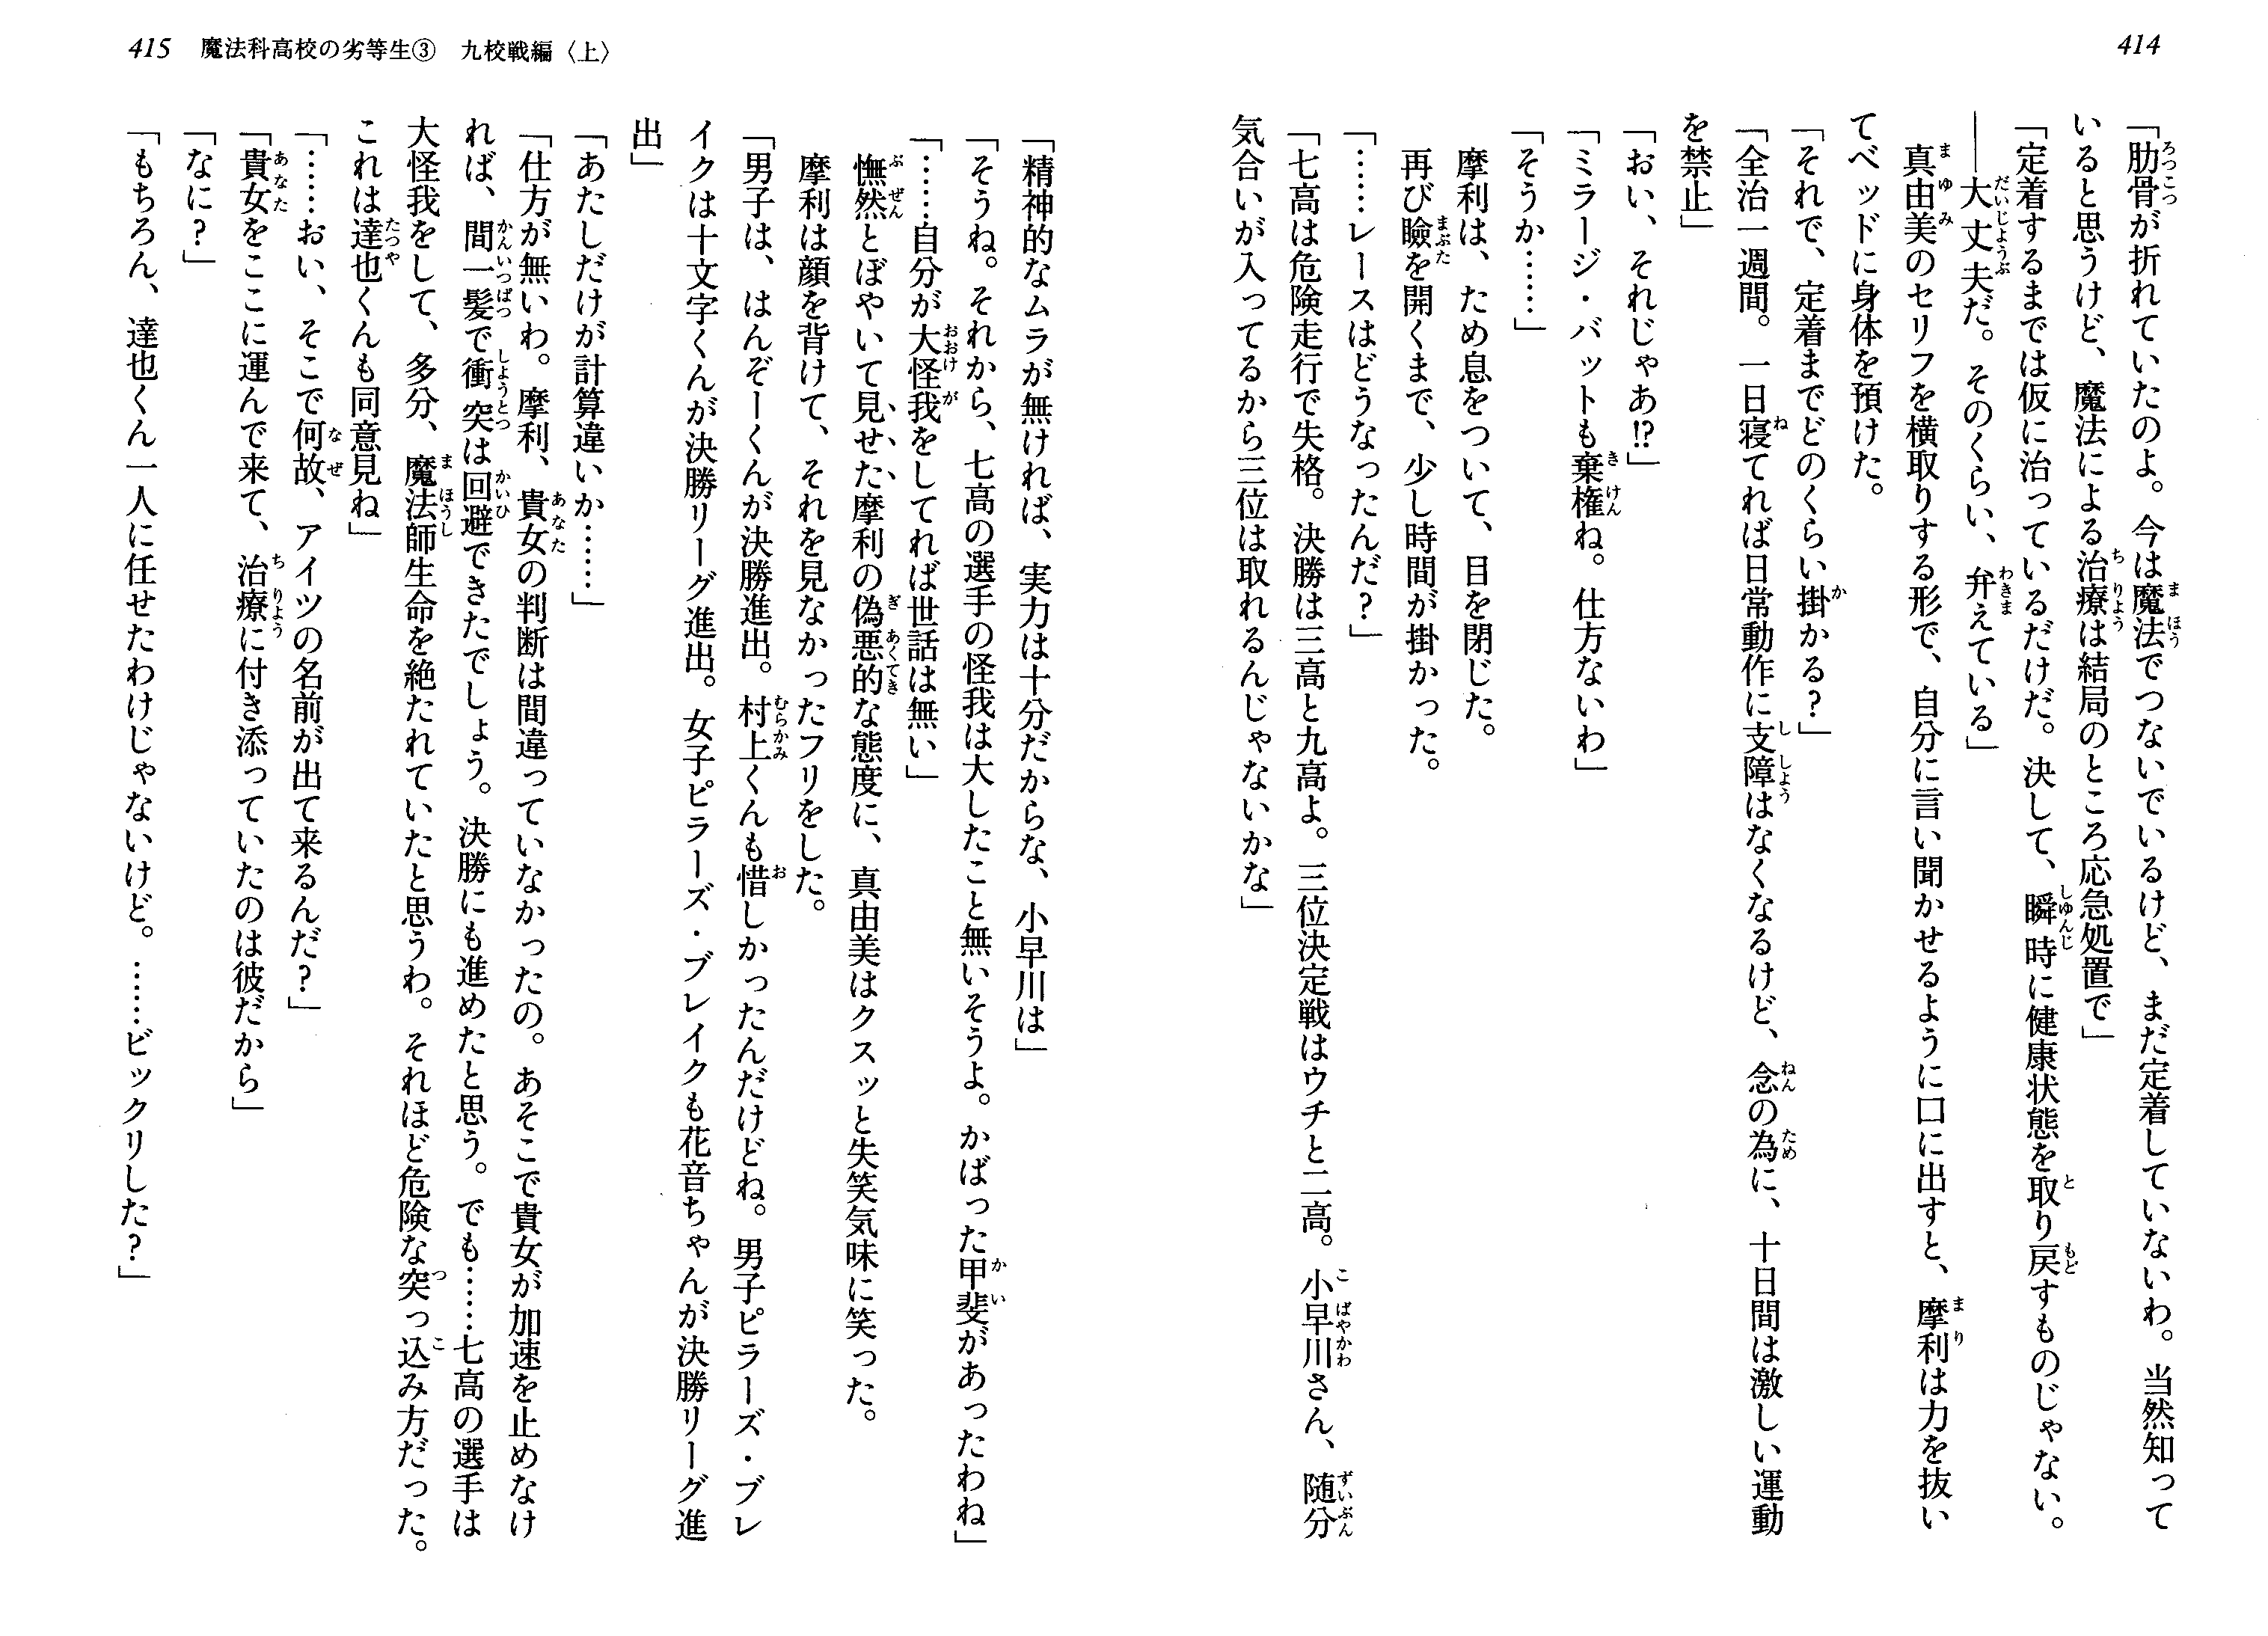 414
「肋骨が折れていたのよ。今は魔法でつないでいるけど、まだ定着していないわ。当然知って
いると思うけど、魔法による治療は結局のところ応急処置で」
「定着するまでは仮に治っているだけだ。決して、瞬時に健康状態を取り戻すもののじゃない。
――大丈夫だ。そのくらい、弁えている」
真由美のセリフを横取りする形で、自分に言い聞かせるように口に出すと、摩利は力を抜い
てベッドに身体を預けた。
「それで、定着までどのくらい掛かる？」
「全治一週間。一日寝てれば日常動作に支障はなくなるけど、念の為に、十日間は激しい運動
を禁止」
「おい、それじゃあ!?」
「ミラージ・バットも棄権ね。仕方ないわ」
「そうか……」
摩利は、ため息をついて、目を閉じた。
再び瞼を開くまで、少し時間が掛かった。
「……レースはどうなったんだ？」
「七高は危険走行で失格。決勝は三高と九高よ。三位決定戦はウチと二高。小早川さん、随分
気合いが入ってるから三位は取れるんじゃないかな」
415 魔法科高校の劣等生③ 九校戦編〈上〉
「精神的なムラが無ければ、実力は十分だからな、小早川は」
「そうね。それから、七高の選手の怪我は大したこと無いそうよ。かばった甲斐があったわね」
「……自分が大怪我をしてれば世話は無い」
憮然とぼやいて見せた摩利の偽悪的な態度に、真由美はクスッと失笑気味に笑った。
摩利は顔を背けて、それを見なかったフリをした。
「男子は、はんぞーくんが決勝進出。村上くんも惜しかったんだけどね。男子ピラーズ・ブレ
イクは十文字くんが決勝リーグ進出。女子ピラーズ・ブレイクも花音ちゃんが決勝リーグ進
出」
「あたしだけが計算違いか……」
「仕方が無いわ。摩利、貴女の判断は間違っていなかったの。あそこで貴女が加速を止めなけ
れば、間一髪で衝突は回避できたでしょう。決勝にも進めたと思う。でも……七高の選手は
大怪我をして、多分、魔法師生命を絶たれていたと思うわ。それほど危険な突っ込み方だった。
これは達也くんも同意見ね」
「……おい、そこで何故、アイツの名前が出て来るんだ？」
「貴女をここに運んで来て、治療に付き添っていたのは彼だから」
「なに？」
「もちろん、達也くん一人に任せたわけじゃないけど。……ビックリした？」